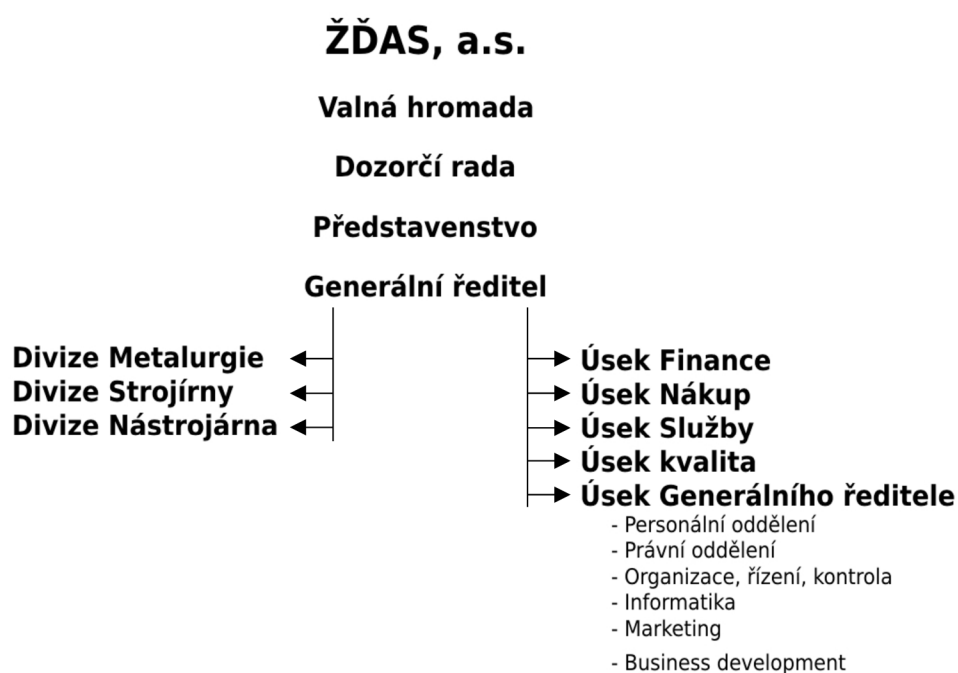 ŽĎAS, a.s.
Valná hromada
Dozorčí rada
Představenstvo
Generální ředitel
Divize Metalurgie
Divize Strojírny
Divize Nástrojárna
Úsek Finance
Úsek Nákup
Úsek Služby
Úsek kvalita
Úsek Generálního ředitele
- Personální oddělení
- Právní oddělení
- Organizace, řízení, kontrola
- Informatika
- Marketing
- Business development